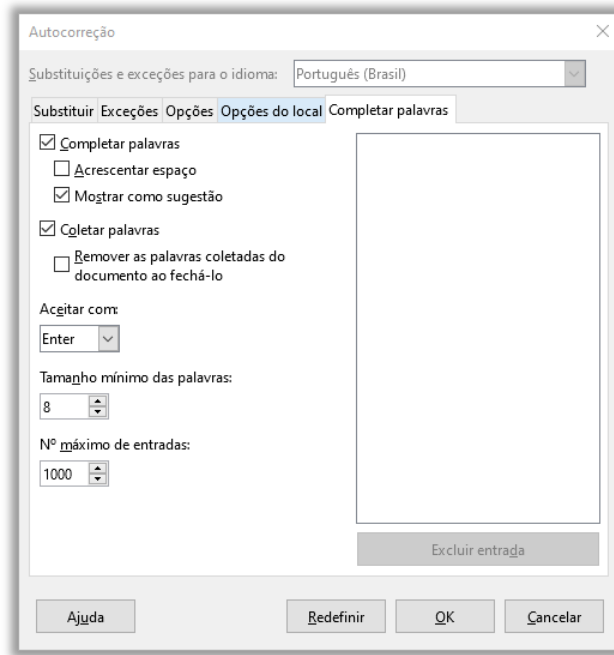 Autocorreção
Substituições e exceções para o idioma: Português (Brasil)
Substituir Exceções Opções Opções do local Completar palavras
Completar palavras
Acrescentar espaço
Mostrar como sugestão
Coletar palavras
Remover as palavras coletadas do
documento ao fechá-lo
Aceitar com:
Enter
Tamanho mínimo das palavras:
8
Nº máximo de entradas:
1000
Excluir entrada
Ajuda Redefinir OK Cancelar